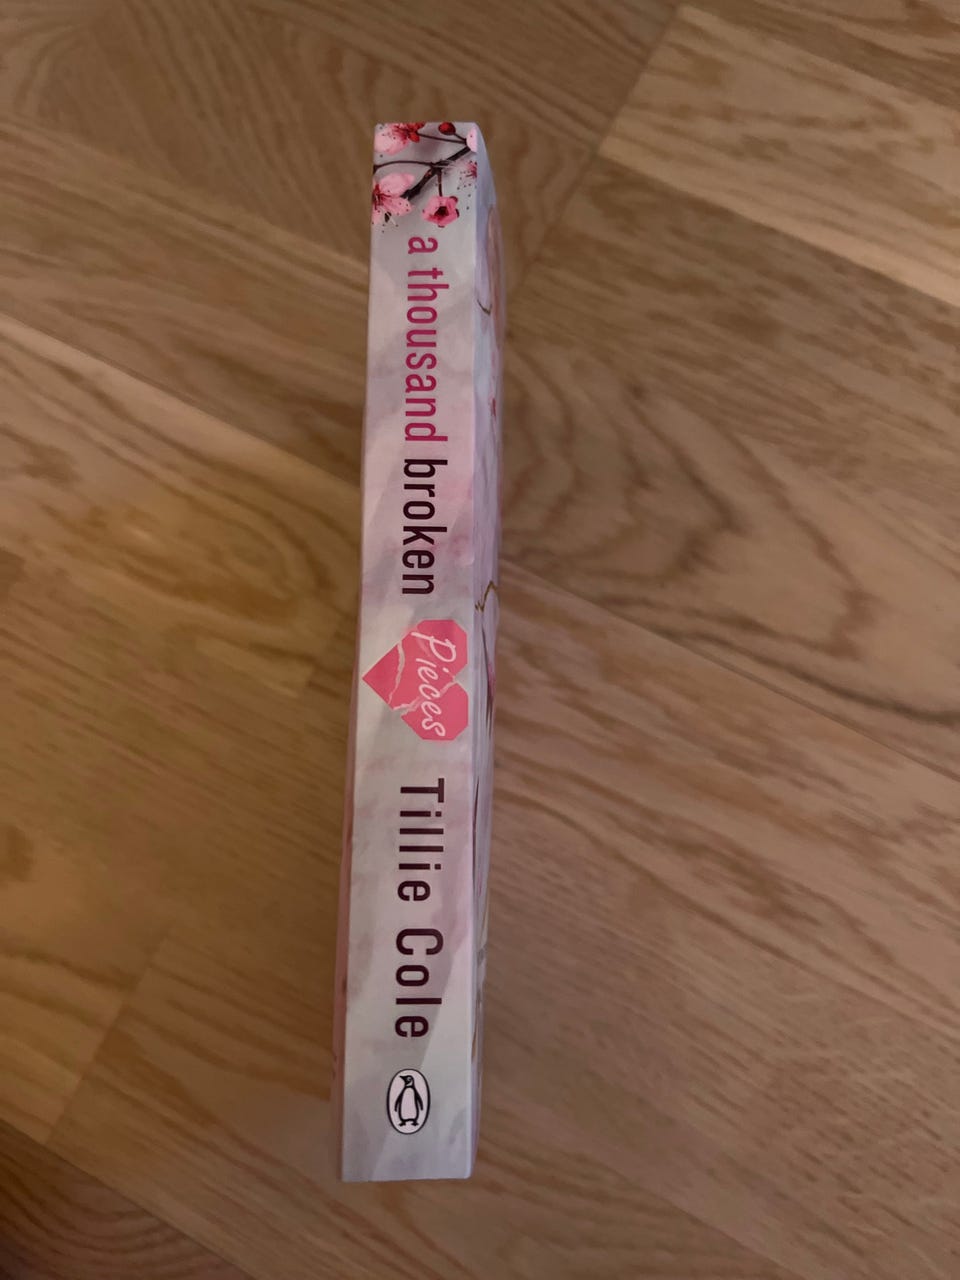 a thousand broken
Pieces
Tillie Cole